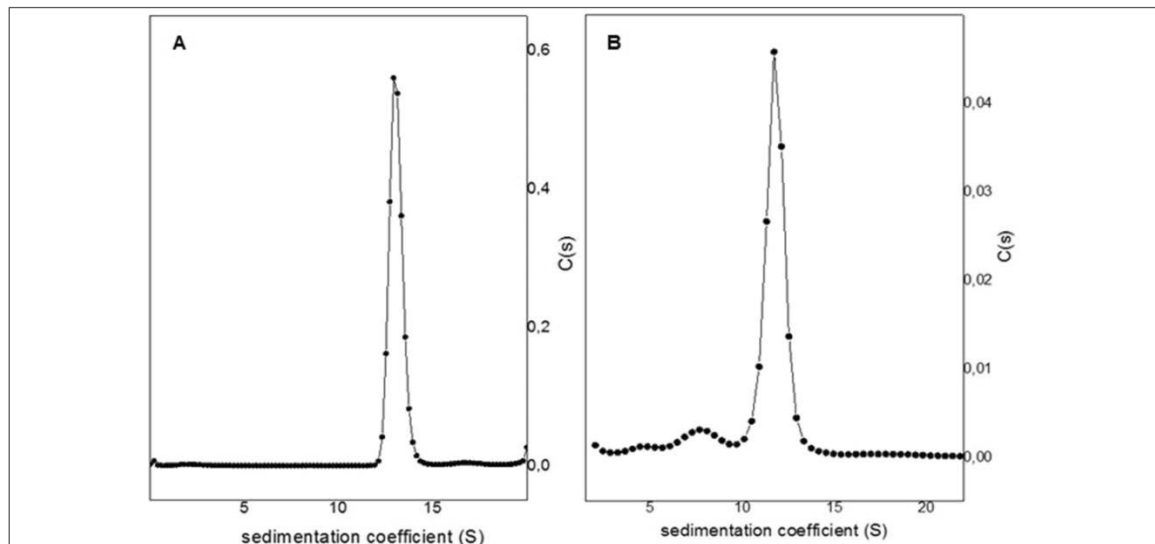 A
0,6
0,4
0,2
0,0
C(s)
5 10 15
sedimentation coefficient (S)
B
0,04
0,03
0,02
0,01
0,00
C(s)
5 10 15 20
sedimentation coefficient (S)